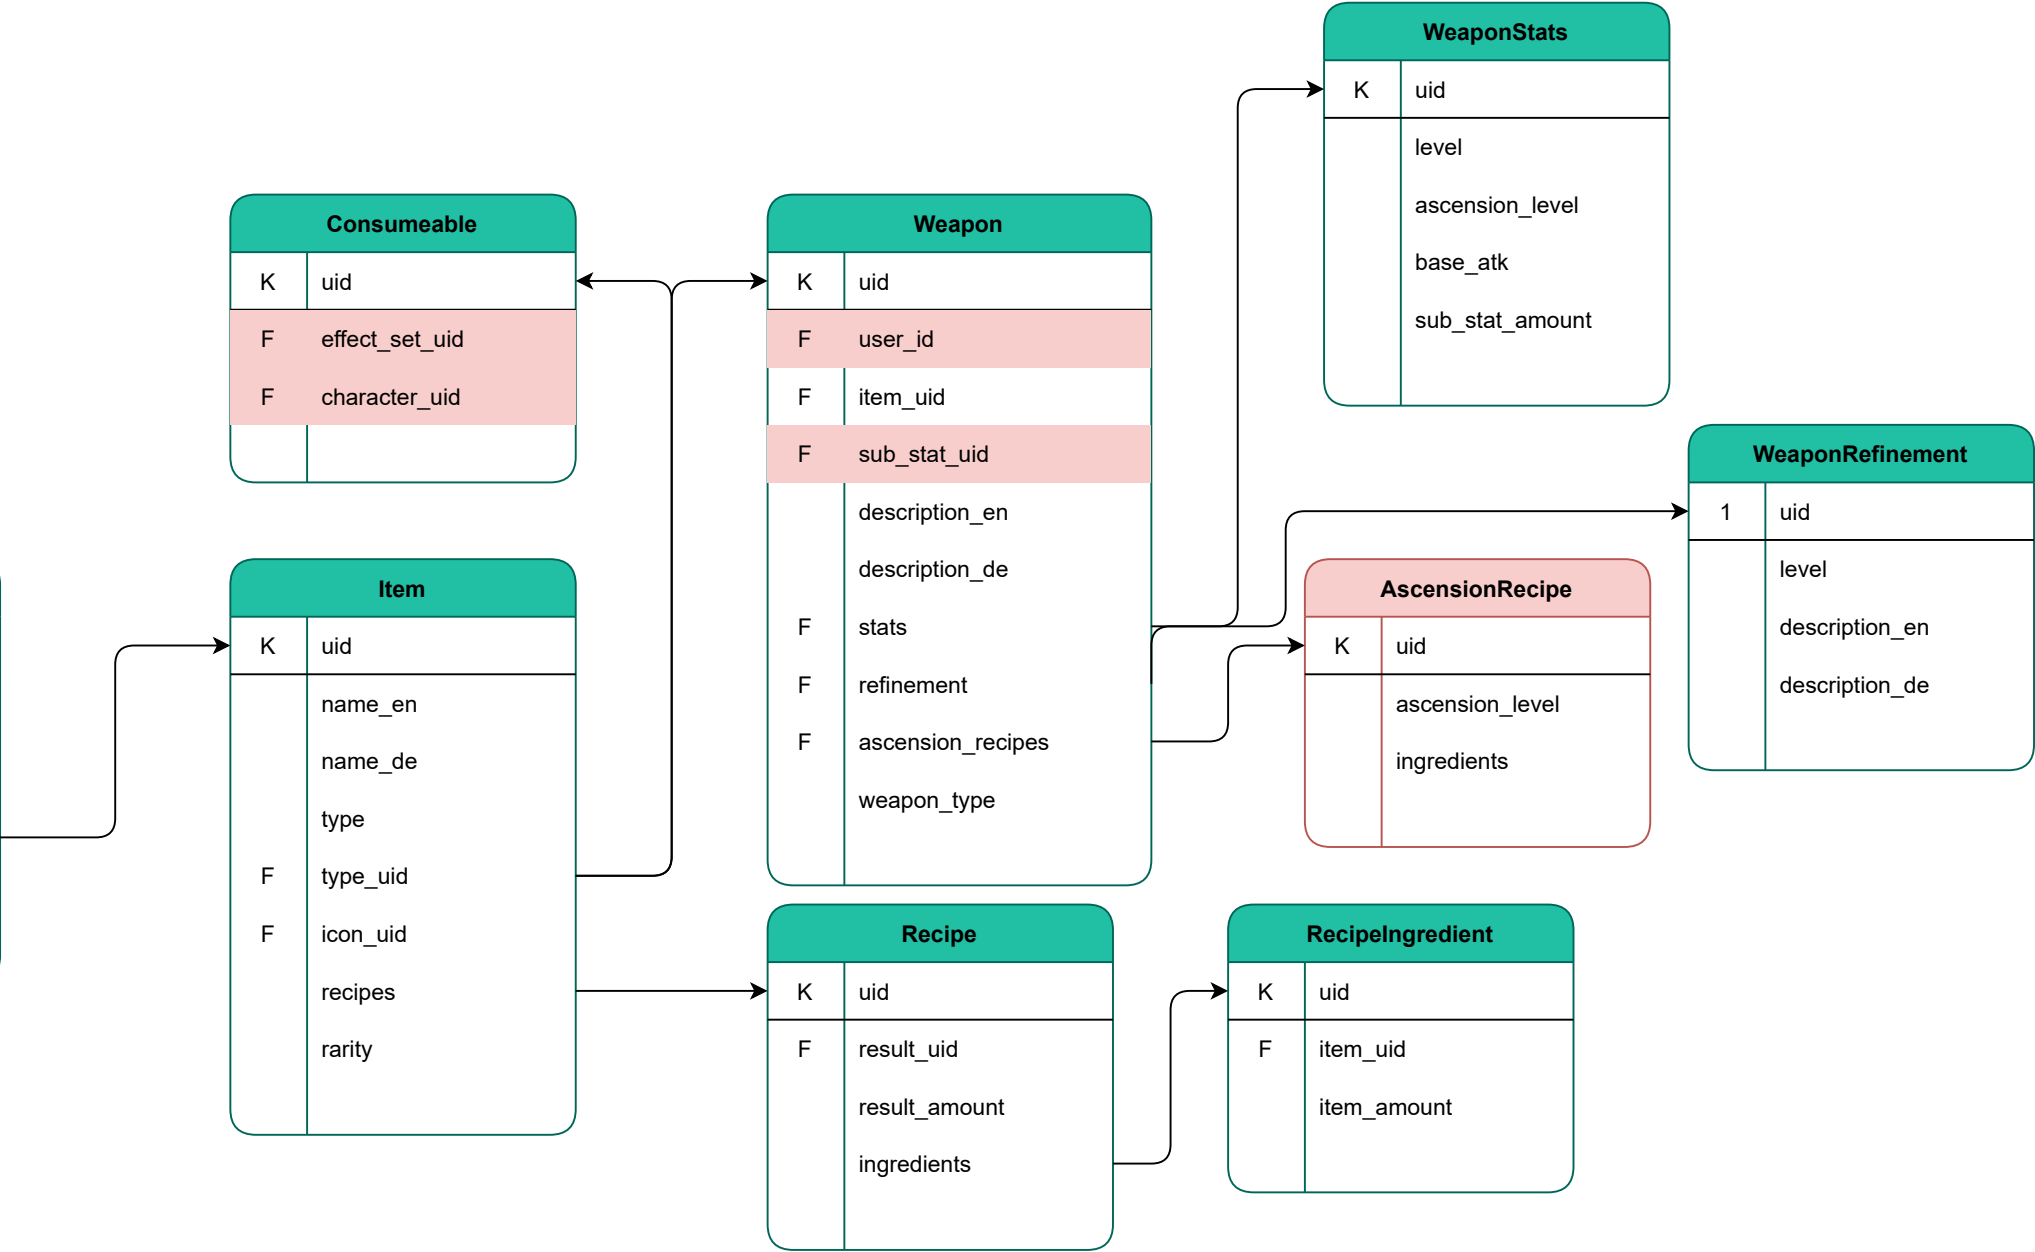 WeaponStats
K uid
level
ascension_level
base_atk
sub_stat_amount
Consumeable
K uid
F effect_set_uid
F character_uid
Weapon
K uid
F user_id
F item_uid
F sub_stat_uid
description_en
description_de
F stats
F refinement
F ascension_recipes
weapon_type
WeaponRefinement
1 uid
level
description_en
description_de
AscensionRecipe
K uid
ascension_level
ingredients
Item
K uid
name_en
name_de
type
F type_uid
F icon_uid
recipes
rarity
Recipe
K uid
F result_uid
result_amount
ingredients
RecipeIngredient
K uid
F item_uid
item_amount